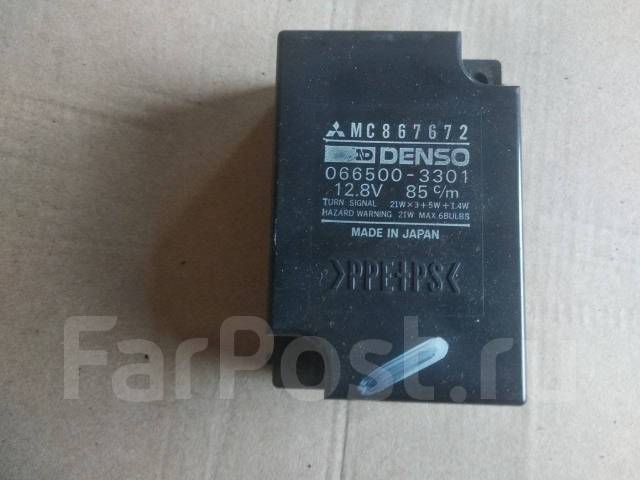 MC867672
ND DENSO
066500-3301
12.8V 85 c/m
TURN SIGNAL 21W×3+5W+1.4W
HAZARD WARNING 21W MAX 6BULBS
MADE IN JAPAN
>PPE+PS<
FarPost.ru